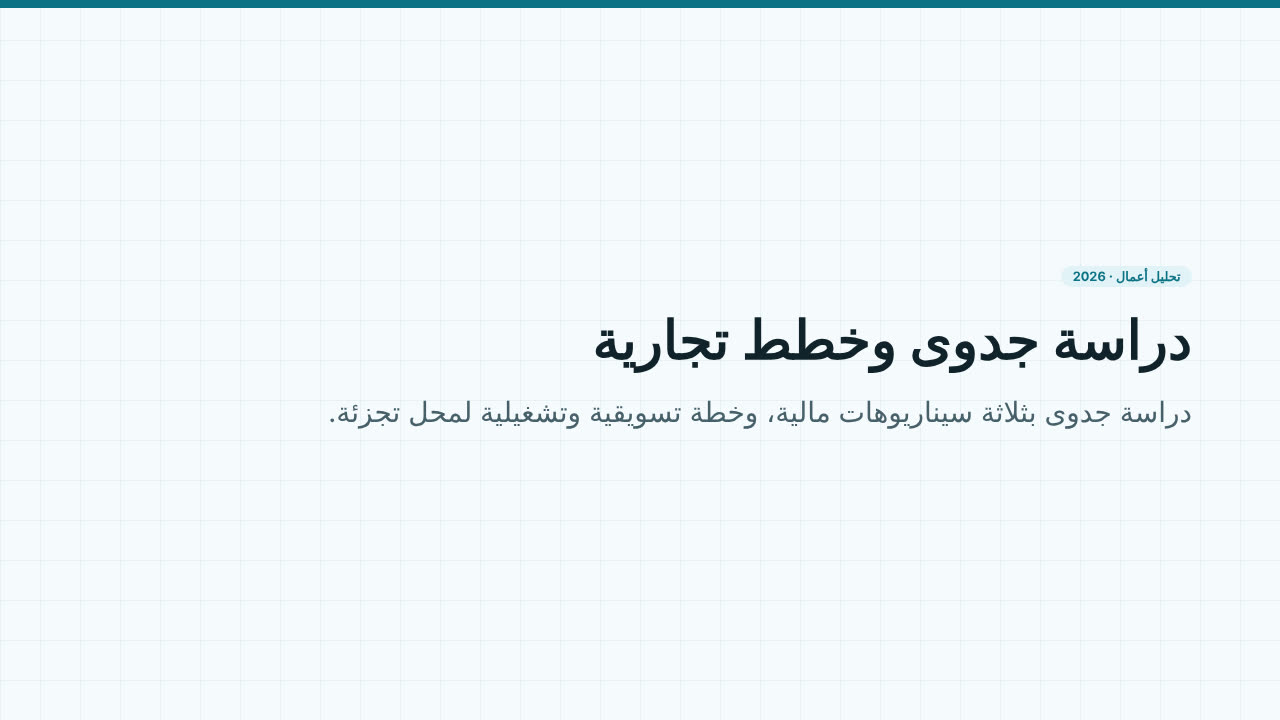 تحليل أعمال · 2026
دراسة جدوى وخطط تجارية
دراسة جدوى بثلاثة سيناريوهات مالية، وخطة تسويقية وتشغيلية لمحل تجزئة.